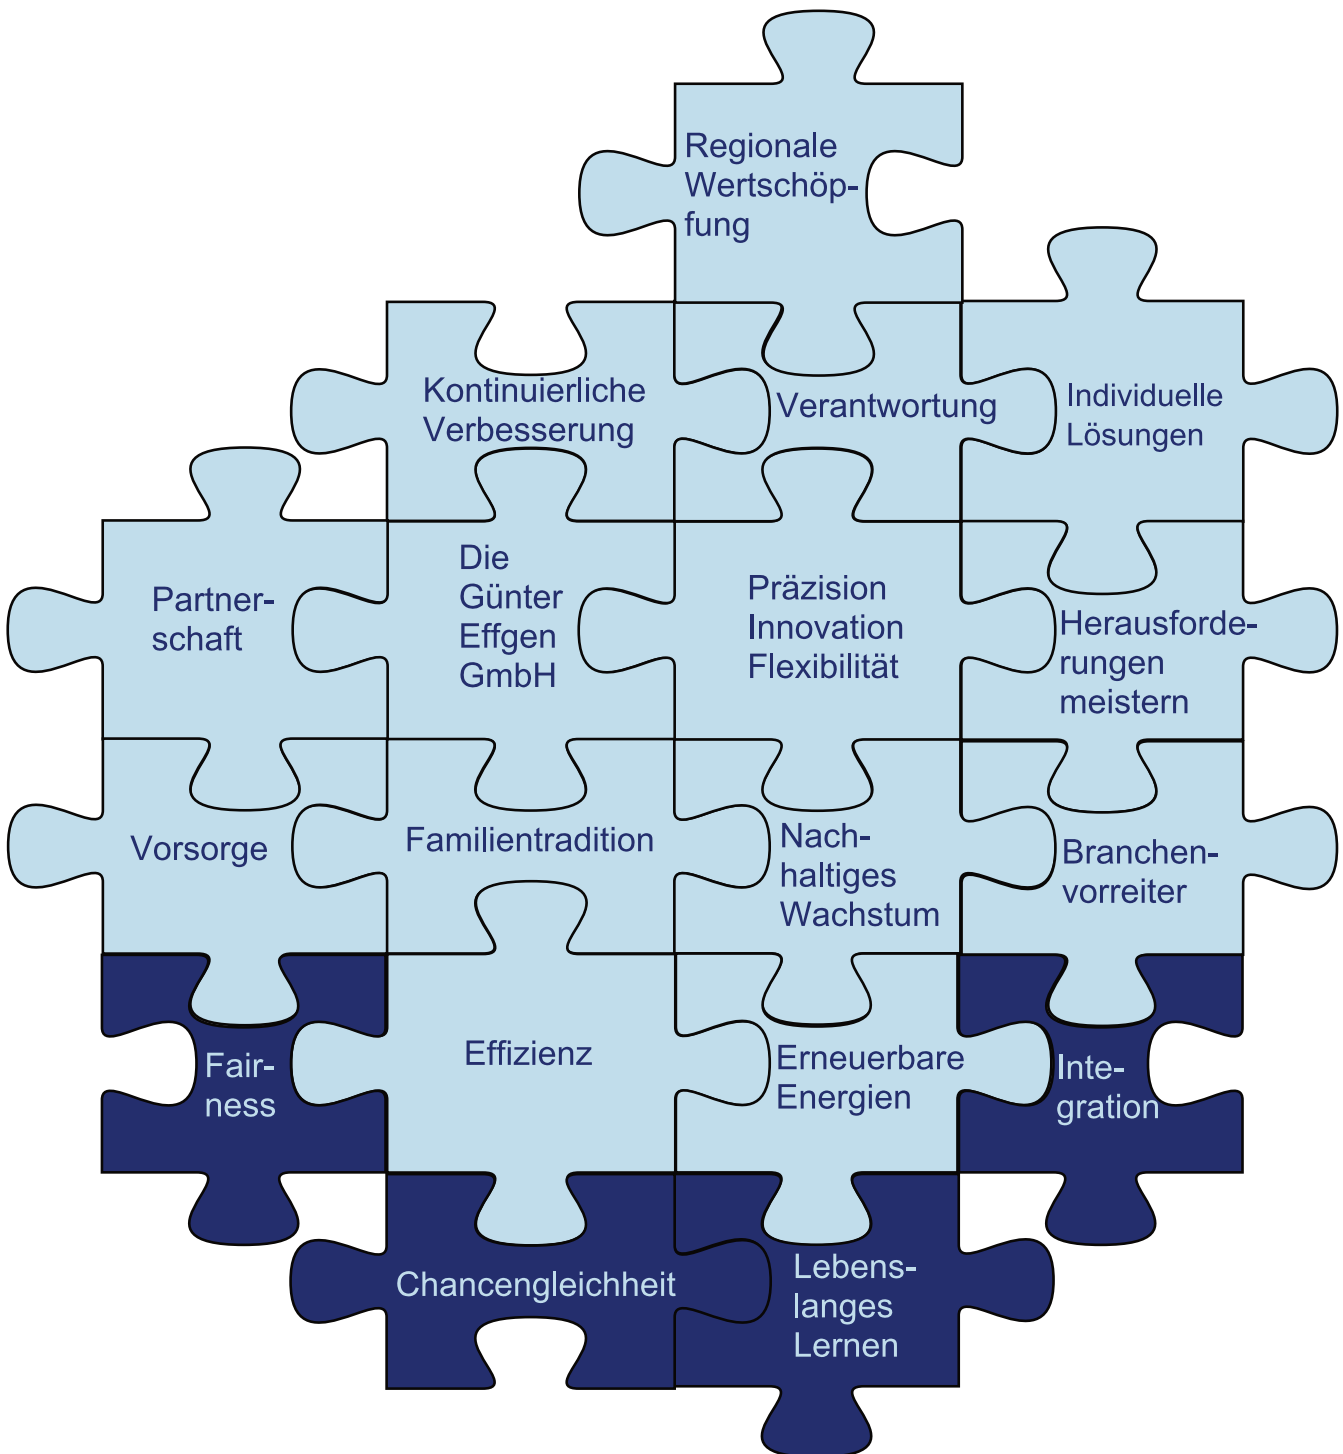 Regionale
Wertschöp-
fung
Kontinuierliche
Verbesserung
Verantwortung
Individuelle
Lösungen
Partner-
schaft
Die
Günter
Effgen
GmbH
Präzision
Innovation
Flexibilität
Herausforde-
rungen
meistern
Vorsorge
Familientradition
Nach-
haltiges
Wachstum
Branchen-
vorreiter
Fair-
ness
Effizienz
Erneuerbare
Energien
Inte-
gration
Chancengleichheit
Lebens-
langes
Lernen